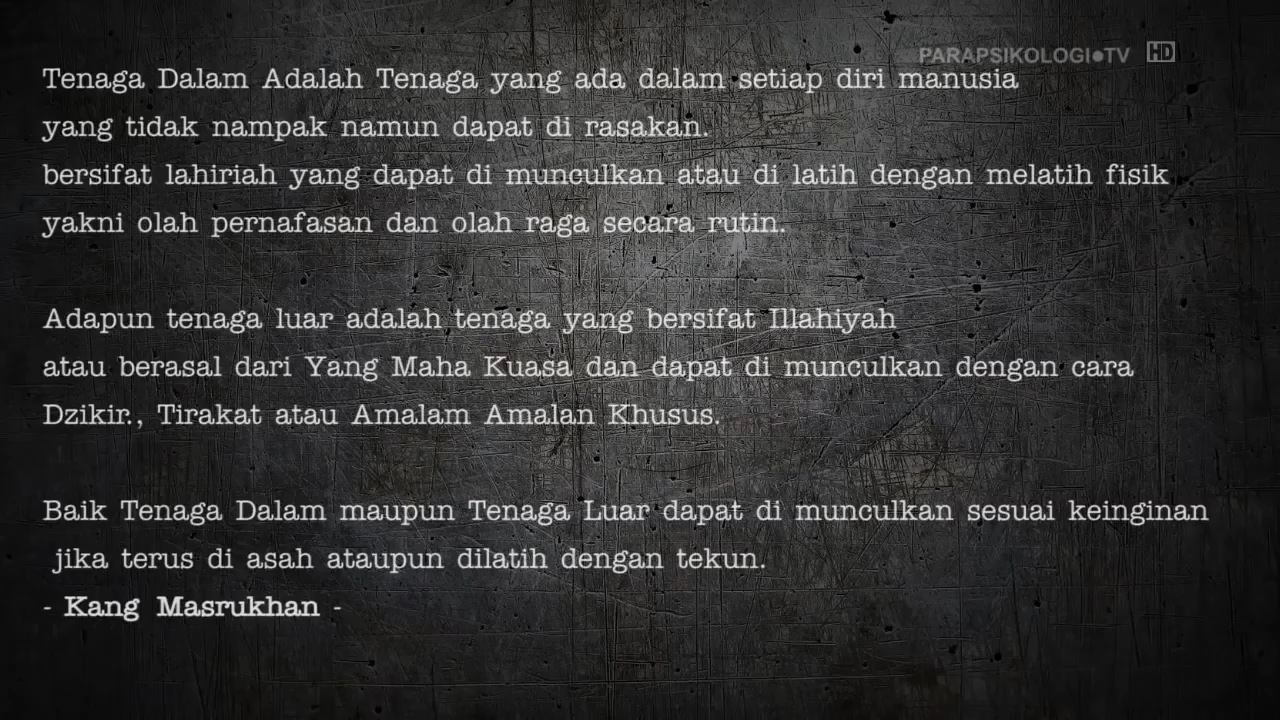 PARAPSIKOLOGI●TV HD
Tenaga Dalam Adalah Tenaga yang ada dalam setiap diri manusia
yang tidak nampak namun dapat di rasakan.
bersifat lahiriah yang dapat di munculkan atau di latih dengan melatih fisik
yakni olah pernafasan dan olah raga secara rutin.
Adapun tenaga luar adalah tenaga yang bersifat Illahiyah
atau berasal dari Yang Maha Kuasa dan dapat di munculkan dengan cara
Dzikir., Tirakat atau Amalam Amalan Khusus.
Baik Tenaga Dalam maupun Tenaga Luar dapat di munculkan sesuai keinginan
jika terus di asah ataupun dilatih dengan tekun.
- Kang Masrukhan -